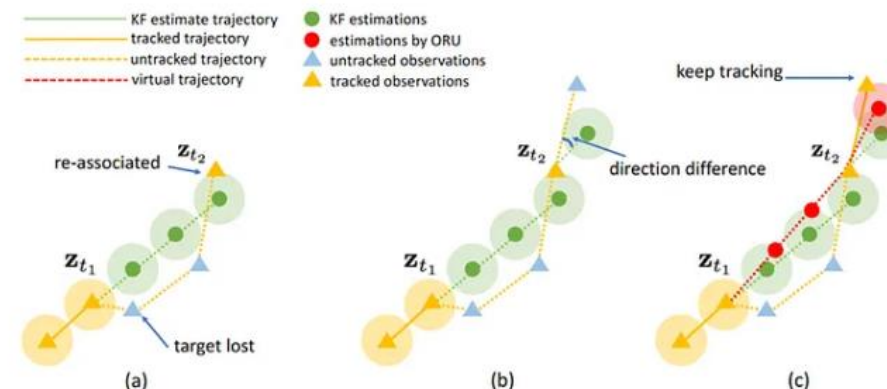 KF estimate trajectory
tracked trajectory
untracked trajectory
virtual trajectory
KF estimations
estimations by ORU
untracked observations
tracked observations
re-associated
z_{t_2}
z_{t_1}
target lost
(a)
z_{t_2}
direction difference
z_{t_1}
(b)
keep tracking
z_{t_2}
z_{t_1}
(c)